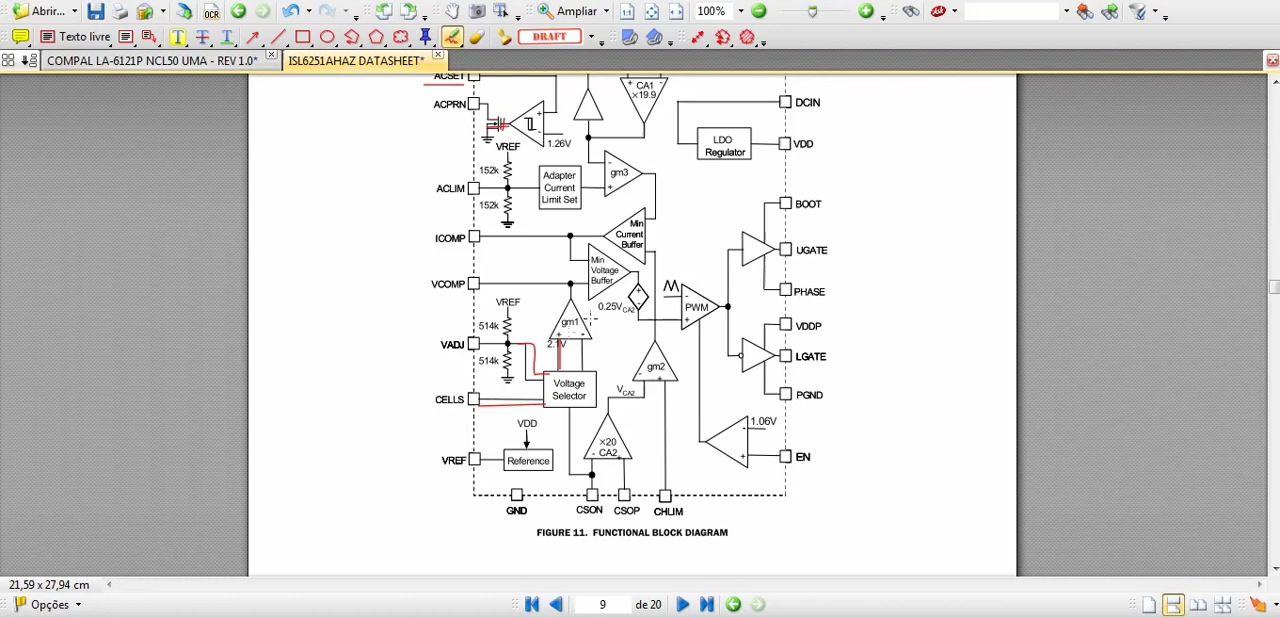 Abrir...
OCR
Ampliar
100%
Texto livre
T
T
T
DRAFT
COMPAL LA-6121P NCL50 UMA - REV 1.0*
ISL6251AHAZ DATASHEET*
ACSET
ACPRN
+
-
1.26V
+ -
CA1
×19.9
DCIN
LDO
Regulator
VDD
VREF
152k
152k
ACLIM
Adapter
Current
Limit Set
-
gm3
+
BOOT
ICOMP
Min
Current
Buffer
UGATE
Min
Voltage
Buffer
VCOMP
+
-
0.25VCA2
-
PWM
+
PHASE
VREF
514k
514k
gm1
+ -
2.1V
VDDP
VADJ
LGATE
gm2
- +
Voltage
Selector
VCA2
PGND
CELLS
VDD
1.06V
-
+
×20
CA2
- +
VREF
Reference
EN
GND
CSON
CSOP
CHLIM
FIGURE 11. FUNCTIONAL BLOCK DIAGRAM
21,59 x 27,94 cm
Opções
9
de 20